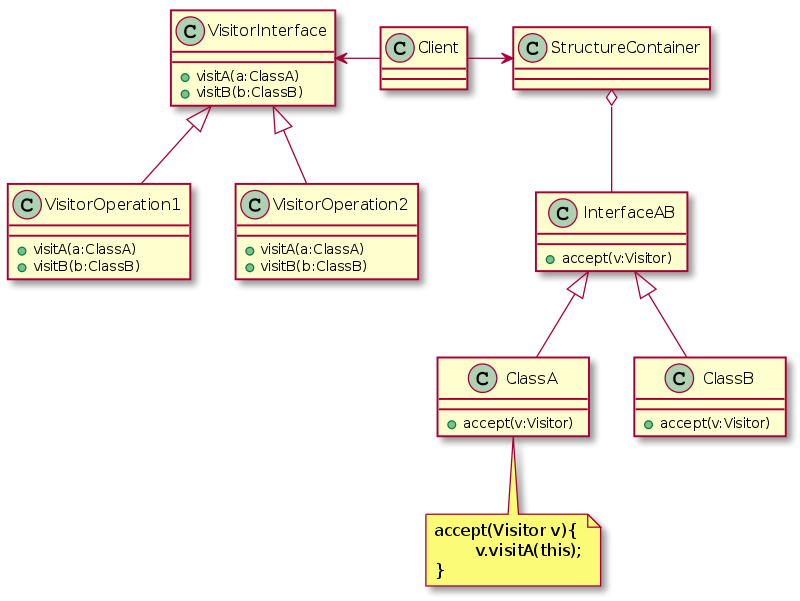 C VisitorInterface
visitA(a:ClassA)
visitB(b:ClassB)
C Client
C StructureContainer
C VisitorOperation1
visitA(a:ClassA)
visitB(b:ClassB)
C VisitorOperation2
visitA(a:ClassA)
visitB(b:ClassB)
C InterfaceAB
accept(v:Visitor)
C ClassA
accept(v:Visitor)
C ClassB
accept(v:Visitor)
accept(Visitor v){
v.visitA(this);
}